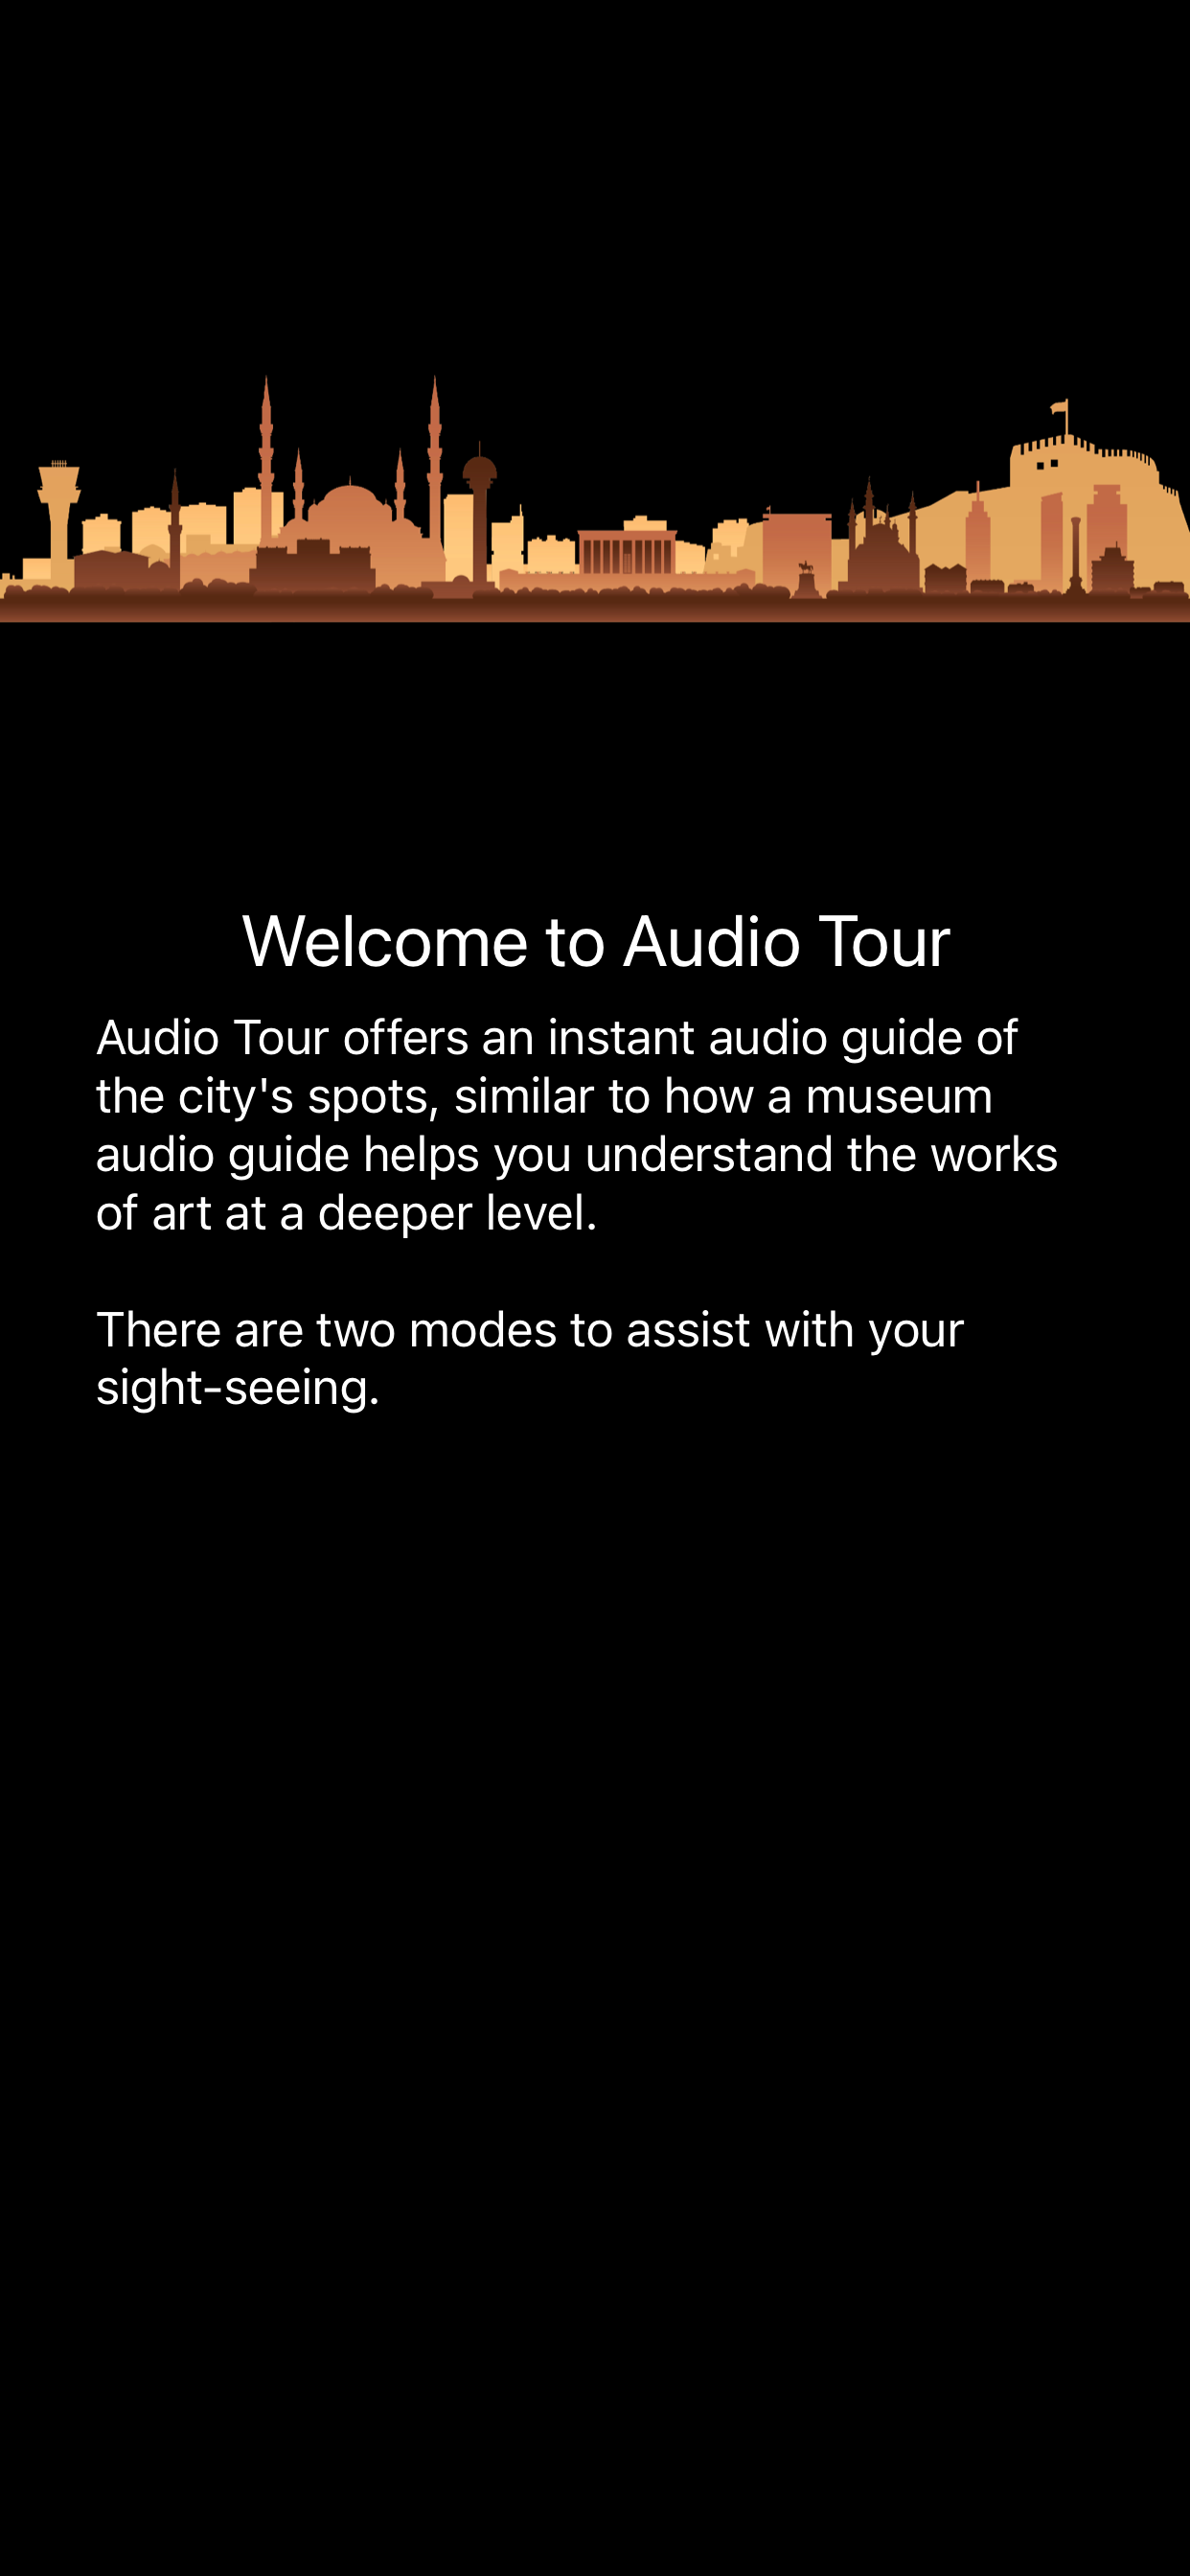 Welcome to Audio Tour
Audio Tour offers an instant audio guide of
the city's spots, similar to how a museum
audio guide helps you understand the works
of art at a deeper level.
There are two modes to assist with your
sight-seeing.